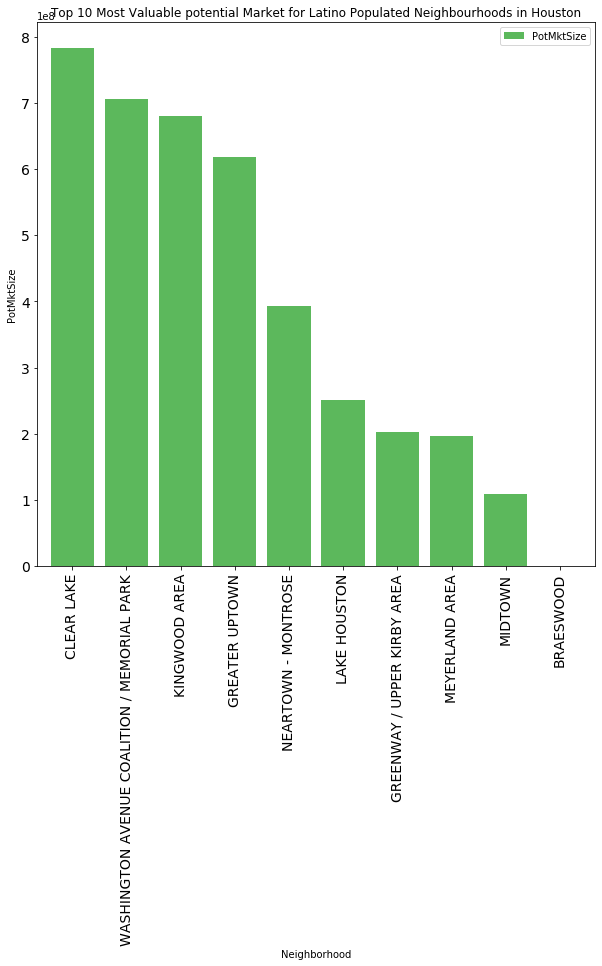 Top 10 Most Valuable potential Market for Latino Populated Neighbourhoods in Houston
1e8
PotMktSize
8
7
6
5
4
3
2
1
0
PotMktSize
CLEAR LAKE
WASHINGTON AVENUE COALITION / MEMORIAL PARK
KINGWOOD AREA
GREATER UPTOWN
NEARTOWN - MONTROSE
LAKE HOUSTON
GREENWAY / UPPER KIRBY AREA
MEYERLAND AREA
MIDTOWN
BRAESWOOD
Neighborhood